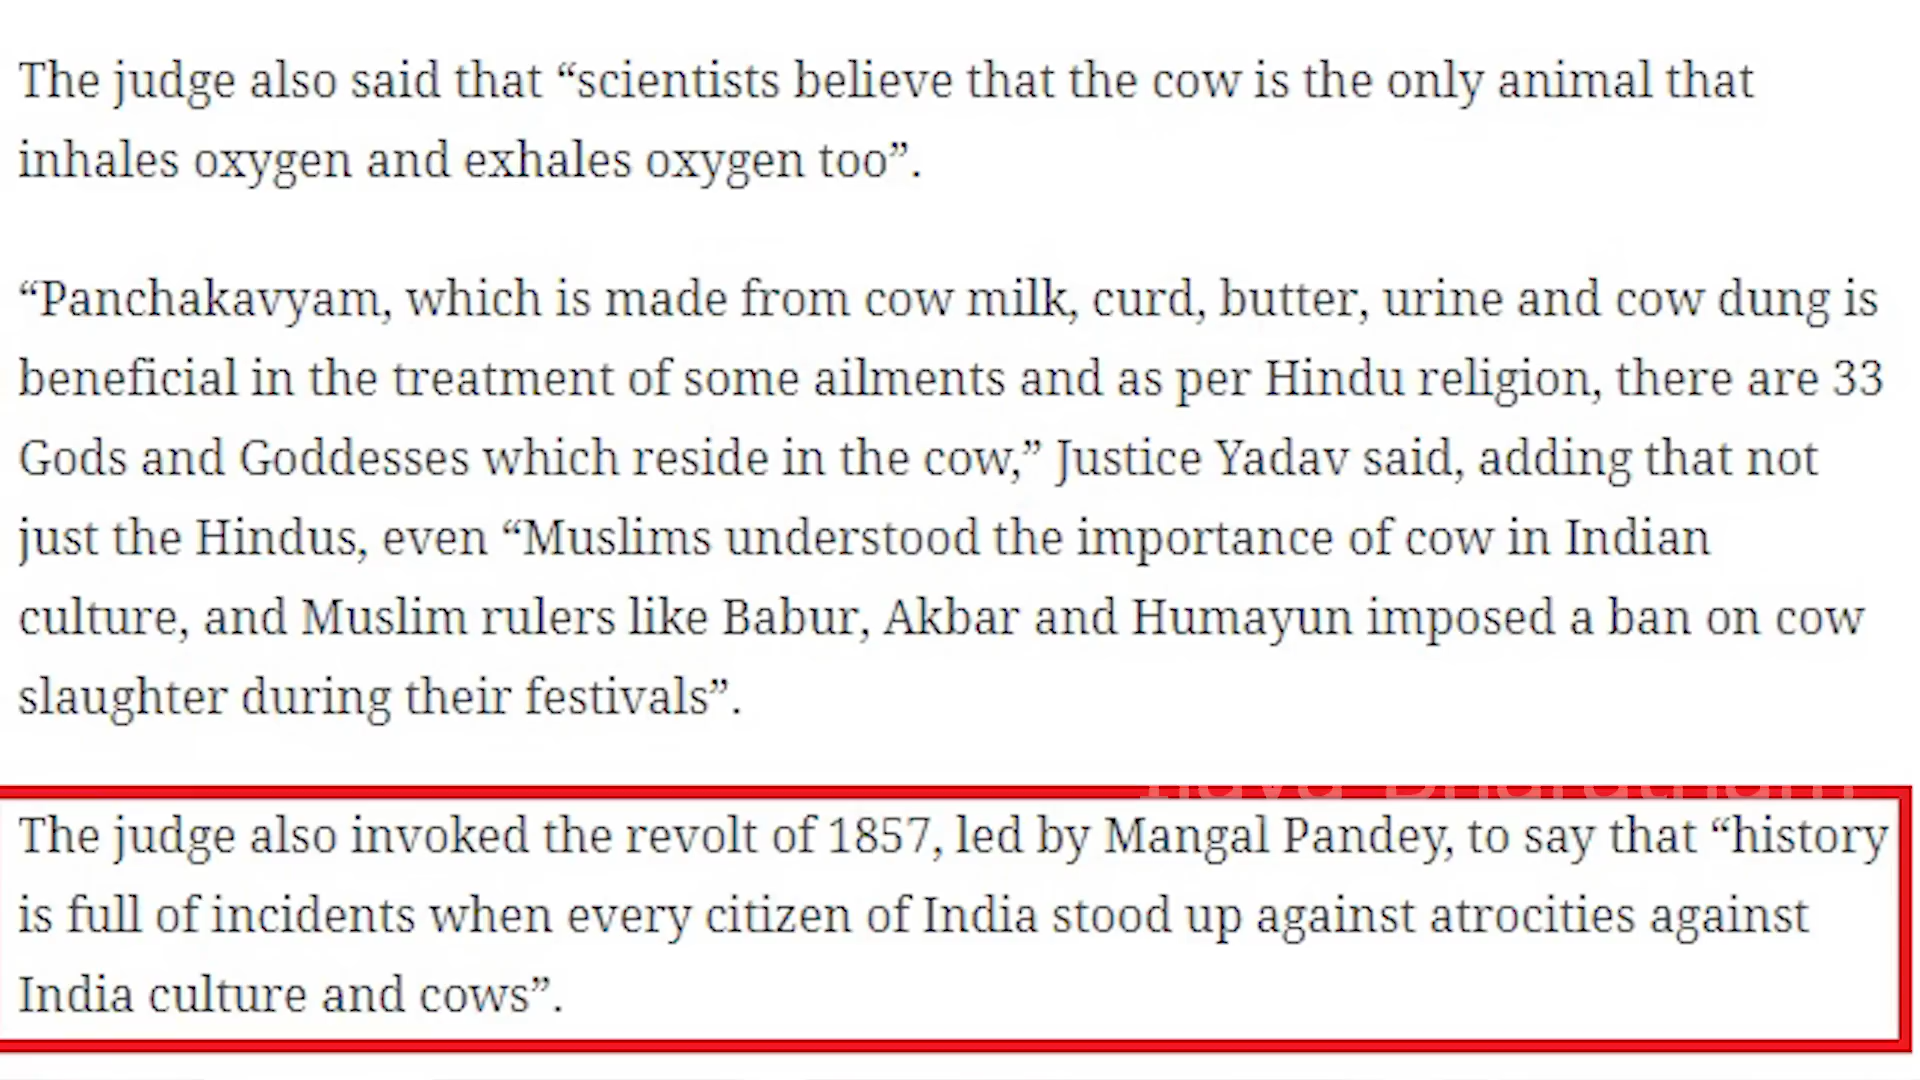 The judge also said that “scientists believe that the cow is the only animal that
inhales oxygen and exhales oxygen too”.
“Panchakavyam, which is made from cow milk, curd, butter, urine and cow dung is
beneficial in the treatment of some ailments and as per Hindu religion, there are 33
Gods and Goddesses which reside in the cow,” Justice Yadav said, adding that not
just the Hindus, even “Muslims understood the importance of cow in Indian
culture, and Muslim rulers like Babur, Akbar and Humayun imposed a ban on cow
slaughter during their festivals”.
The judge also invoked the revolt of 1857, led by Mangal Pandey, to say that “history
is full of incidents when every citizen of India stood up against atrocities against
India culture and cows”.